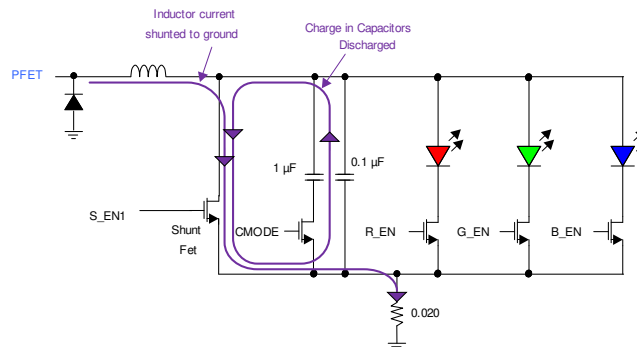 Inductor current
shunted to ground
Charge in Capacitors
Discharged
PFET
1 µF
0.1 µF
S_EN1
Shunt
Fet
CMODE
R_EN
G_EN
B_EN
0.020